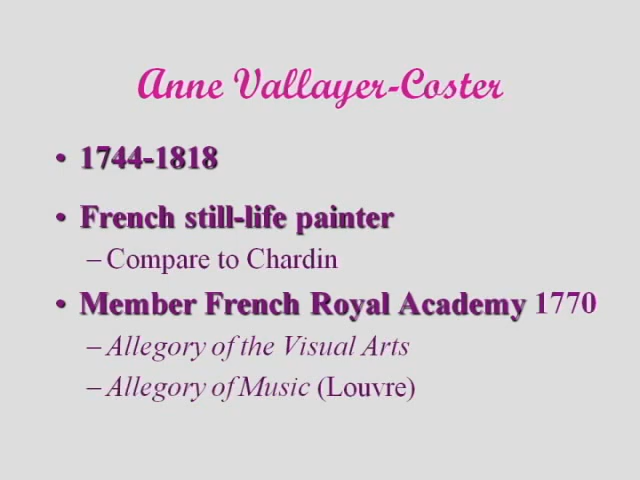 Anne Vallayer-Coster
• 1744-1818
• French still-life painter
– Compare to Chardin
• Member French Royal Academy 1770
– Allegory of the Visual Arts
– Allegory of Music (Louvre)